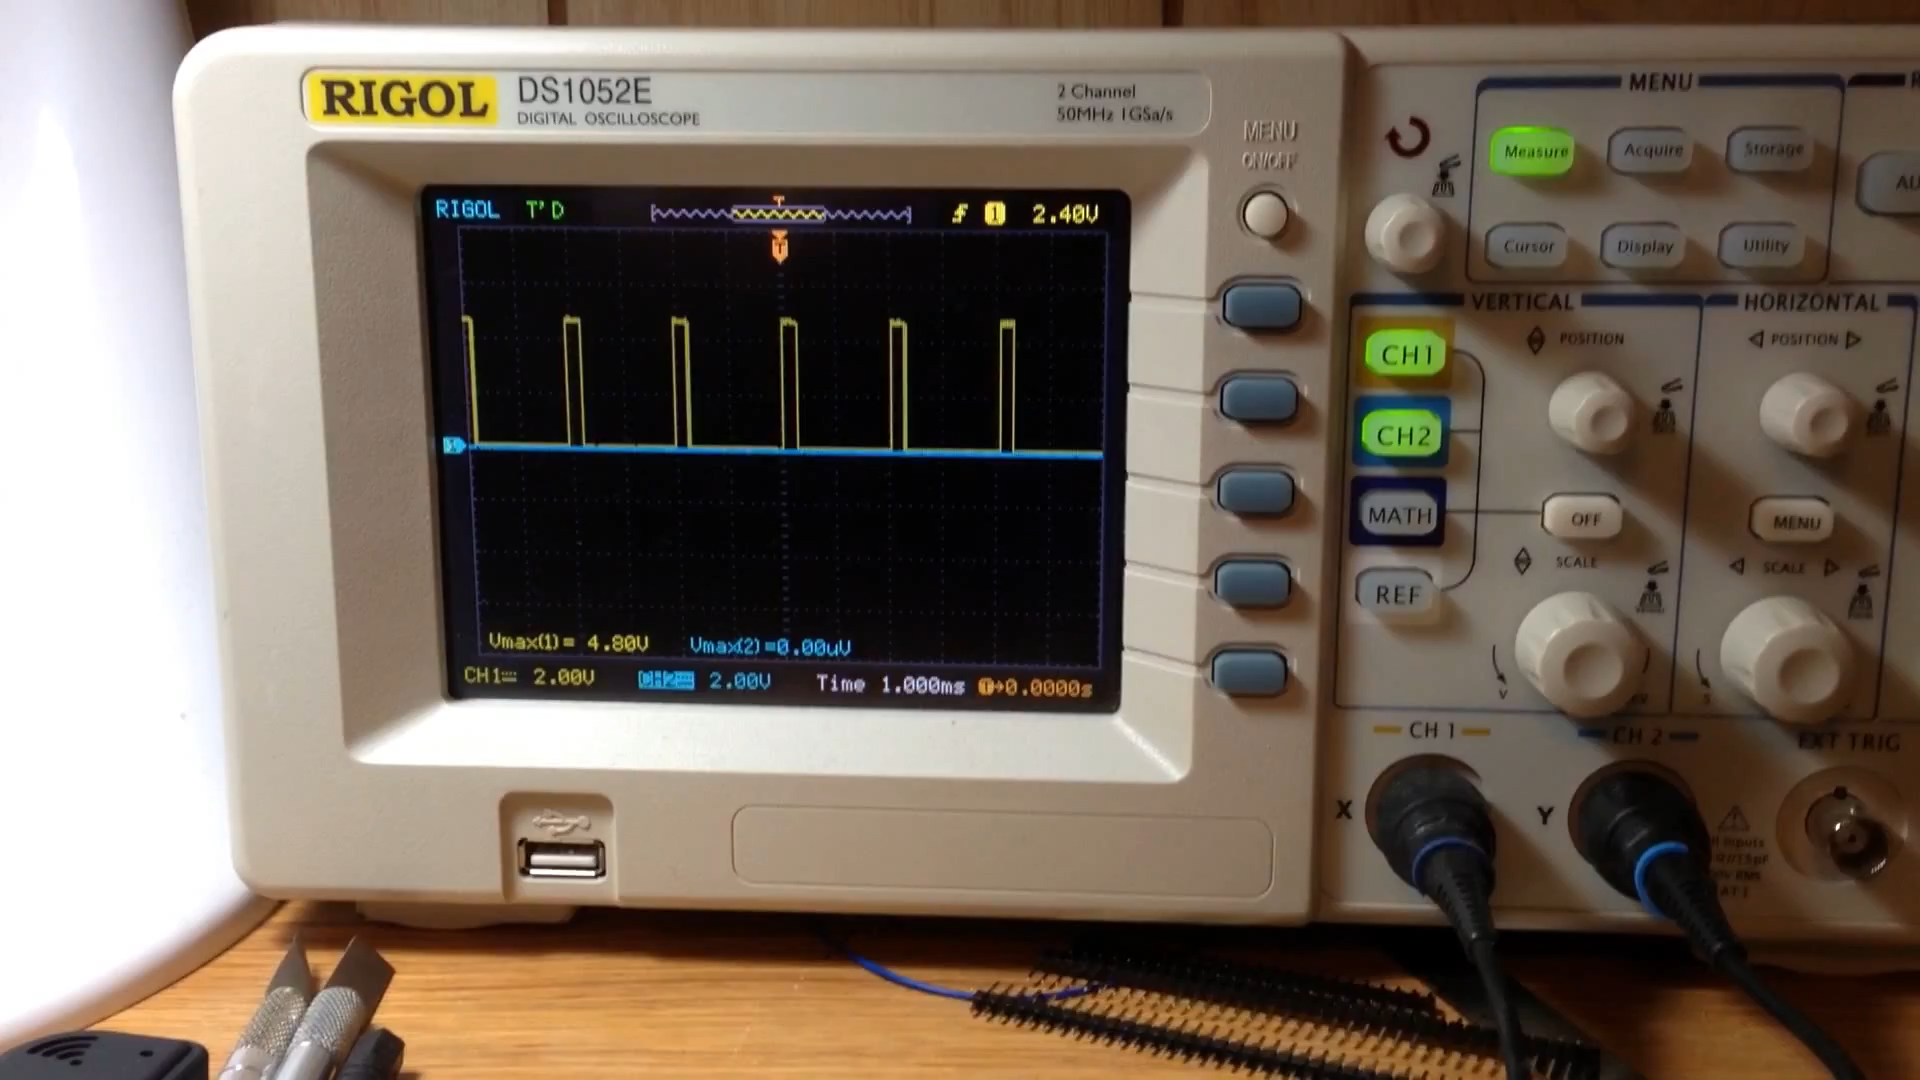 RIGOL DS1052E
DIGITAL OSCILLOSCOPE
2 Channel
50MHz 1GSa/s
MENU
ON/OFF
RIGOL T'D
T
1 2.40V
T
Vmax(1)= 4.80V Vmax(2)=0.00uV
CH1 2.00V CH2 2.00V Time 1.000ms T→0.0000s
MENU
Measure Acquire Storage
Cursor Display Utility
AU
VERTICAL HORIZONTAL
CH1 POSITION POSITION
CH2
MATH OFF MENU
REF SCALE SCALE
CH 1 CH 2 EXT TRIG
X Y